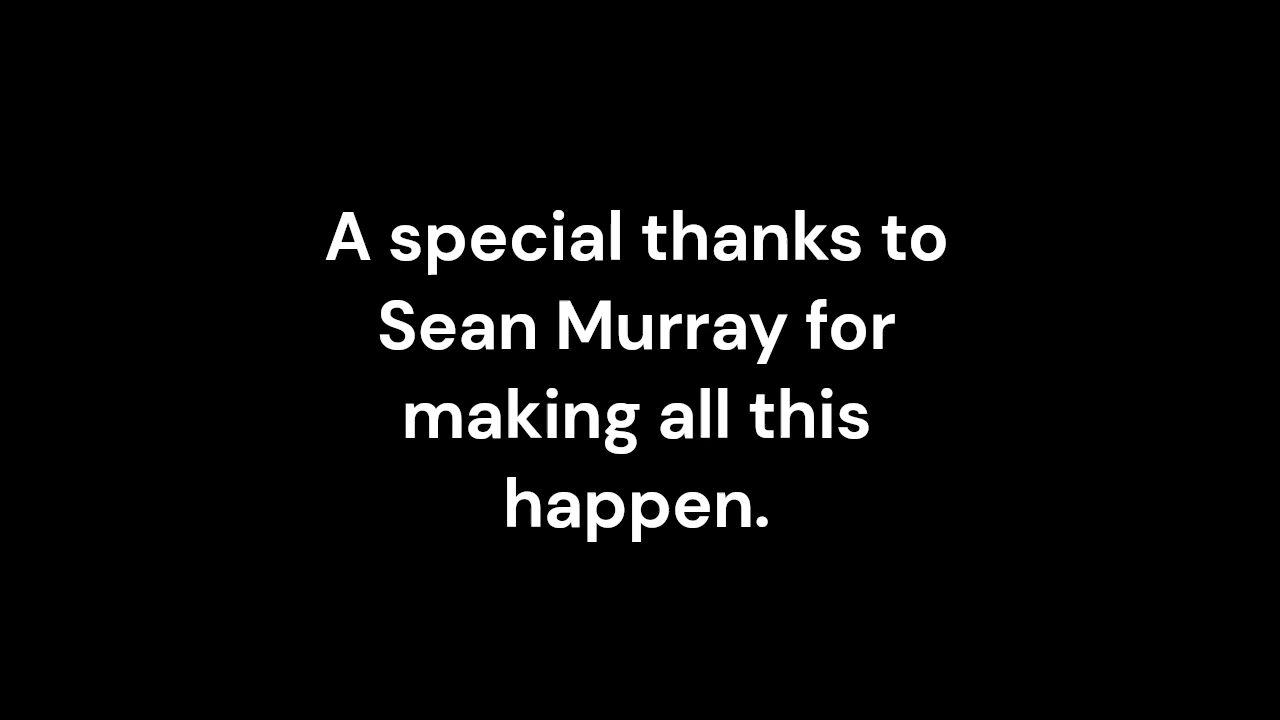 A special thanks to
Sean Murray for
making all this
happen.